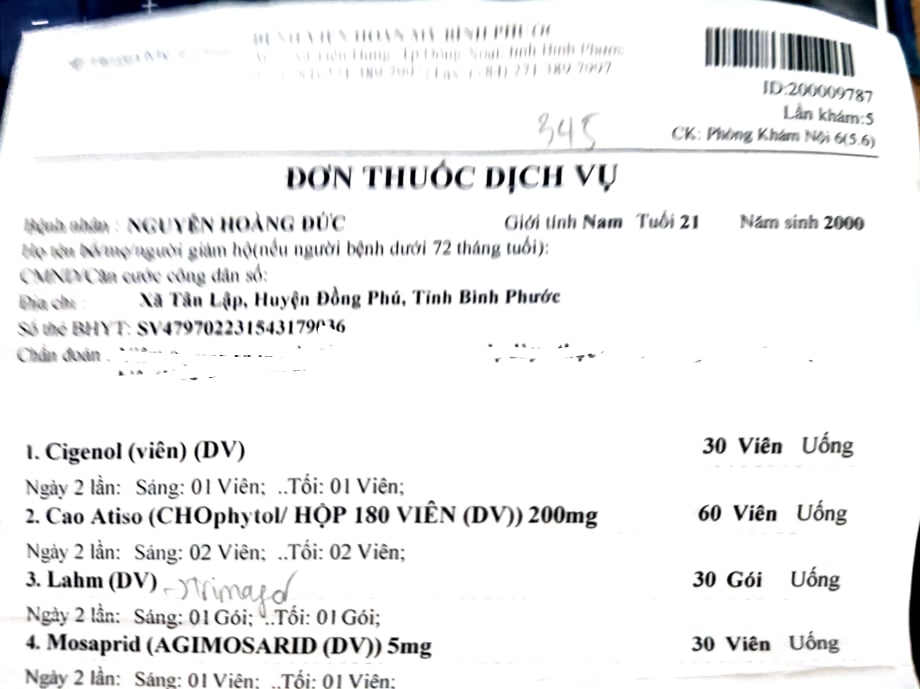 BỆNH VIỆN HOÀN MỸ BÌNH PHƯỚC
Tiến Hưng, Tp Đồng Xoài, tỉnh Bình Phước
271 389 7997
ID:200009787
Lần khám:5
345
CK: Phòng Khám Nội 6(5.6)
ĐƠN THUỐC DỊCH VỤ
Bệnh nhân : NGUYỄN HOÀNG ĐỨC Giới tính Nam Tuổi 21 Năm sinh 2000
Họ tên bố/mẹ/người giám hộ(nếu người bệnh dưới 72 tháng tuổi):
CMND/Căn cước công dân số:
Địa chỉ : Xã Tân Lập, Huyện Đồng Phú, Tỉnh Bình Phước
Số thẻ BHYT:
Chẩn đoán :
1. Cigenol (viên) (DV) 30 Viên Uống
Ngày 2 lần: Sáng: 01 Viên; ..Tối: 01 Viên;
2. Cao Atiso (CHOphytol/ HỘP 180 VIÊN (DV)) 200mg 60 Viên Uống
Ngày 2 lần: Sáng: 02 Viên; ..Tối: 02 Viên;
3. Lahm (DV) 30 Gói Uống
Ngày 2 lần: Sáng: 01 Gói; ..Tối: 01 Gói;
4. Mosaprid (AGIMOSARID (DV)) 5mg 30 Viên Uống
Ngày 2 lần: Sáng: 01 Viên; ..Tối: 01 Viên;